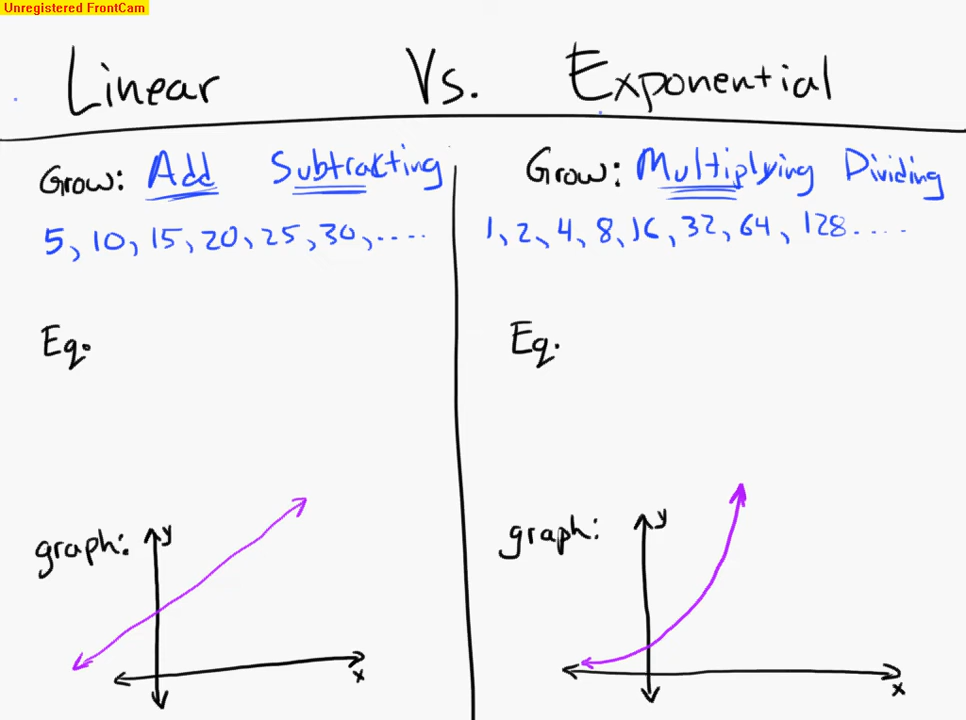 Unregistered FrontCam
Linear Vs. Exponential
Grow: Add Subtrakting
5, 10, 15, 20, 25, 30, ....
Eq.
graph:
y
x
Grow: Multiplying Dividing
1, 2, 4, 8, 16, 32, 64, 128....
Eq.
graph:
y
x